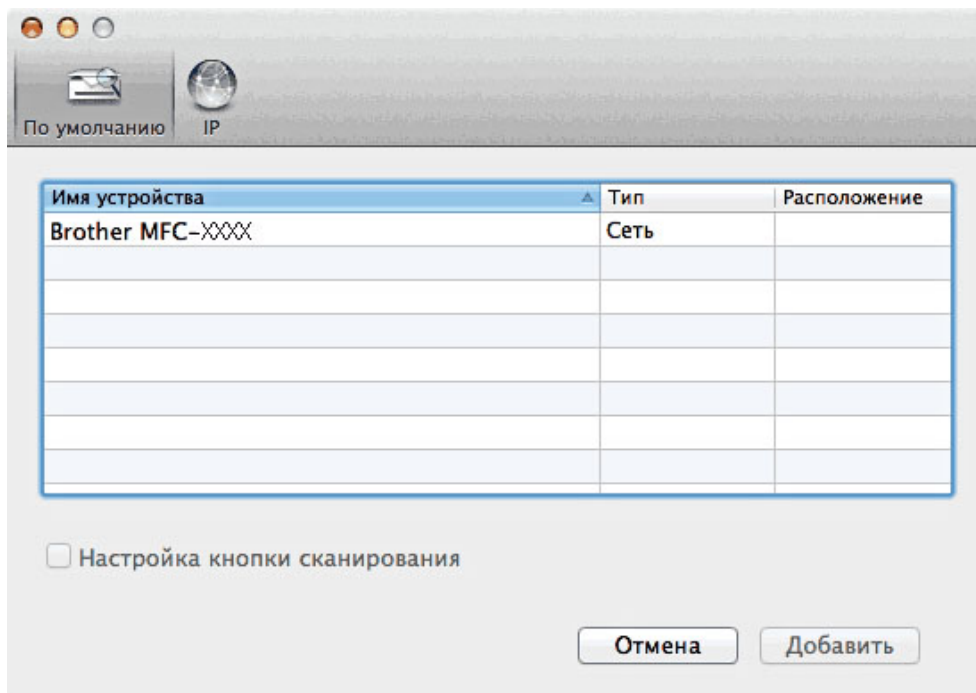 По умолчанию IP
Имя устройства Тип Расположение
Brother MFC-XXXX Сеть
Настройка кнопки сканирования
Отмена Добавить